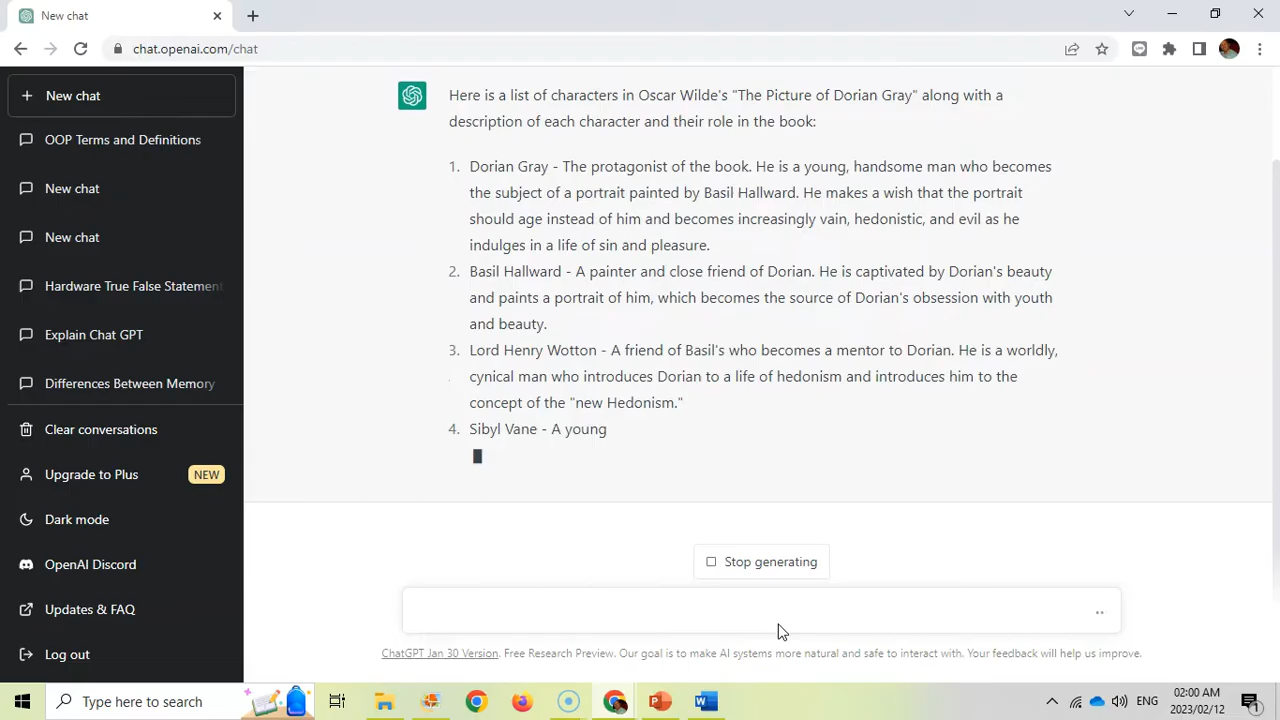 New chat
chat.openai.com/chat
New chat
OOP Terms and Definitions
New chat
New chat
Hardware True False Statement
Explain Chat GPT
Differences Between Memory
Clear conversations
Upgrade to Plus NEW
Dark mode
OpenAI Discord
Updates & FAQ
Log out
Here is a list of characters in Oscar Wilde's "The Picture of Dorian Gray" along with a
description of each character and their role in the book:
1. Dorian Gray - The protagonist of the book. He is a young, handsome man who becomes
the subject of a portrait painted by Basil Hallward. He makes a wish that the portrait
should age instead of him and becomes increasingly vain, hedonistic, and evil as he
indulges in a life of sin and pleasure.
2. Basil Hallward - A painter and close friend of Dorian. He is captivated by Dorian's beauty
and paints a portrait of him, which becomes the source of Dorian's obsession with youth
and beauty.
3. Lord Henry Wotton - A friend of Basil's who becomes a mentor to Dorian. He is a worldly,
cynical man who introduces Dorian to a life of hedonism and introduces him to the
concept of the "new Hedonism."
4. Sibyl Vane - A young
Stop generating
ChatGPT Jan 30 Version. Free Research Preview. Our goal is to make AI systems more natural and safe to interact with. Your feedback will help us improve.
Type here to search
ENG
02:00 AM
2023/02/12